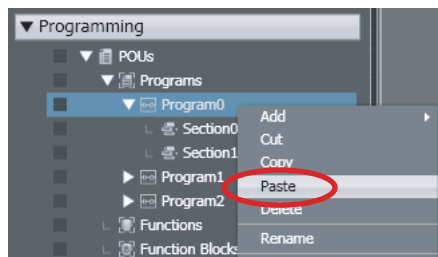 Programming
POUs
Programs
Program0
Add
Section0
Cut
Section1
Copy
Program1
Paste
Program2
Delete
Functions
Rename
Function Blocks